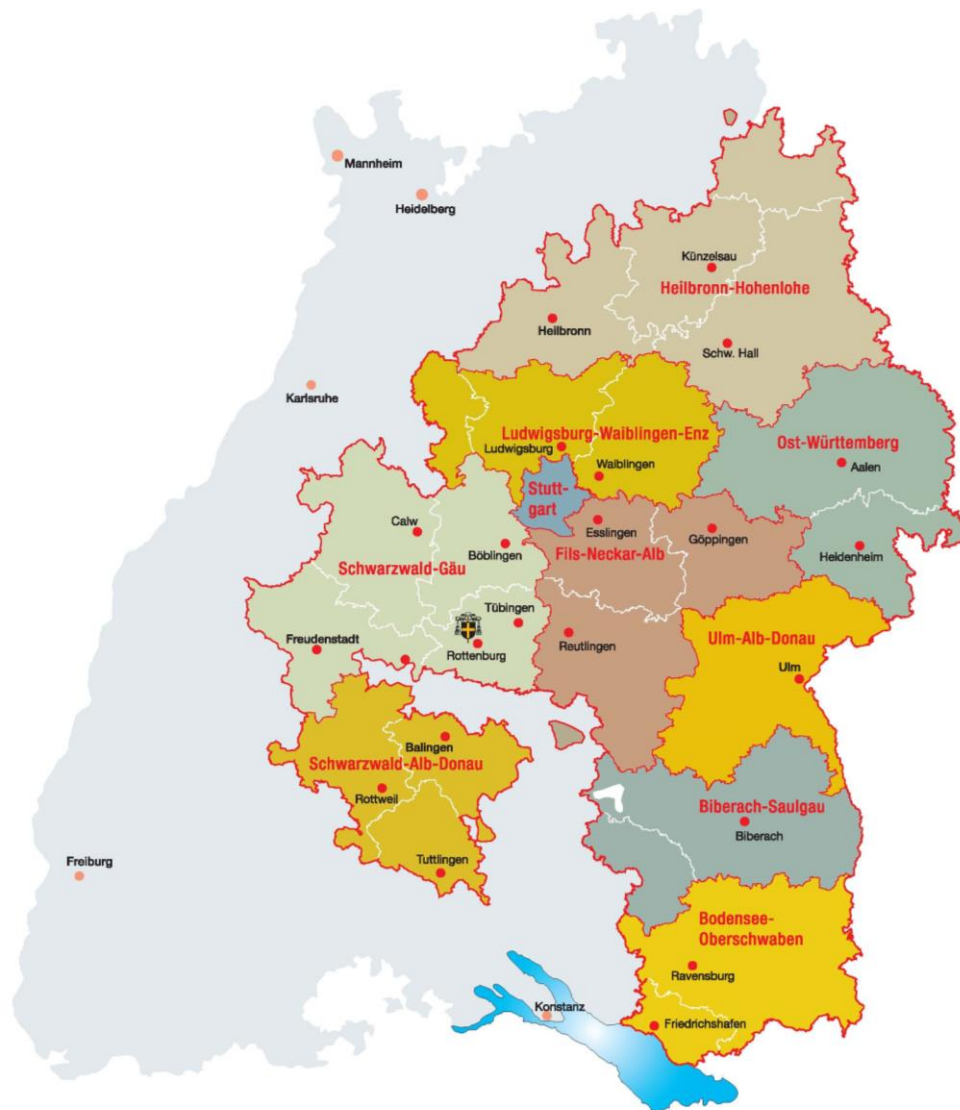 Mannheim
Heidelberg
Künzelsau
Heilbronn-Hohenlohe
Heilbronn
Schw. Hall
Karlsruhe
Ludwigsburg-Waiblingen-Enz
Ludwigsburg
Waiblingen
Ost-Württemberg
Aalen
Stutt-
gart
Calw
Böblingen
Esslingen
Göppingen
Fils-Neckar-Alb
Heidenheim
Schwarzwald-Gäu
Tübingen
Freudenstadt
Rottenburg
Reutlingen
Ulm-Alb-Donau
Ulm
Balingen
Schwarzwald-Alb-Donau
Rottweil
Biberach-Saulgau
Biberach
Tuttlingen
Freiburg
Bodensee-
Oberschwaben
Ravensburg
Konstanz
Friedrichshafen